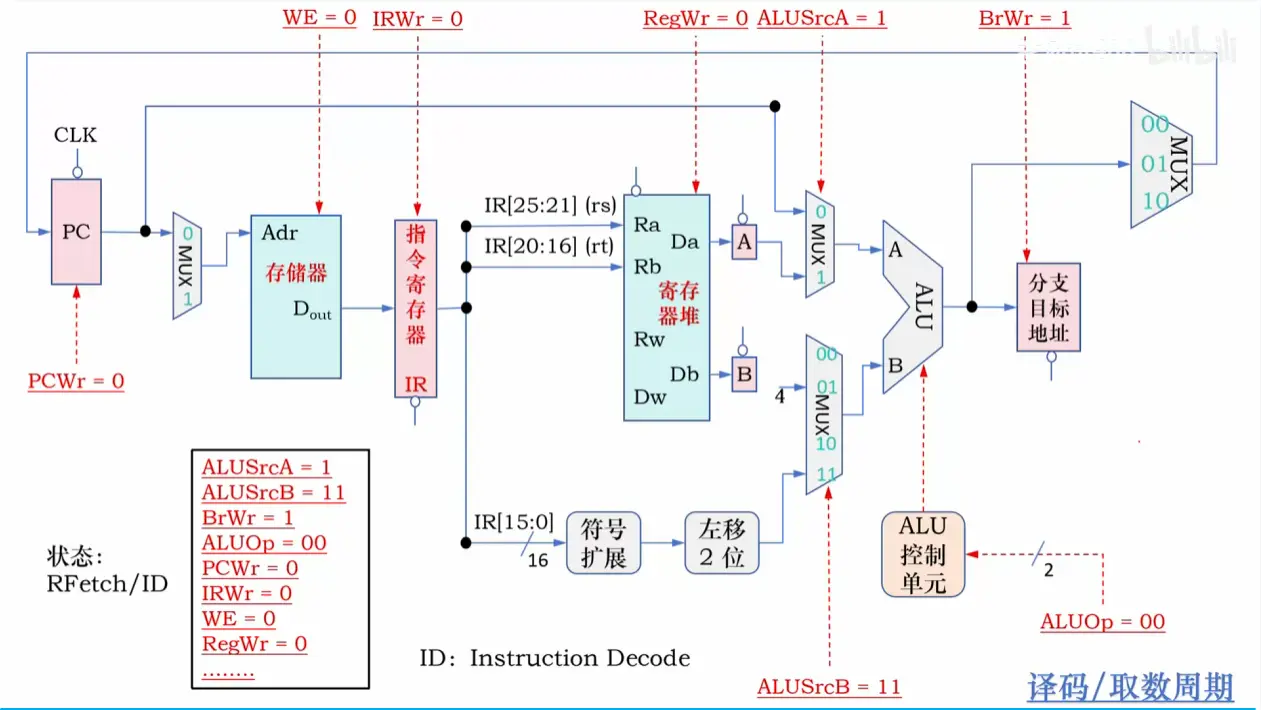 WE = 0
IRWr = 0
RegWr = 0
ALUSrcA = 1
BrWr = 1
bilibili
CLK
PC
0
MUX
1
Adr
存储器
Dout
指令寄存器
IR
IR[25:21] (rs)
IR[20:16] (rt)
Ra
Rb
寄存
器堆
Rw
Dw
Da
Db
A
B
0
MUX
1
00
01
MUX
10
11
4
A
ALU
B
分支
目标
地址
00
01
MUX
10
PCWr = 0
状态:
RFetch/ID
ALUSrcA = 1
ALUSrcB = 11
BrWr = 1
ALUOp = 00
PCWr = 0
IRWr = 0
WE = 0
RegWr = 0
........
IR[15:0]
16
符号
扩展
左移
2 位
ALU
控制
单元
2
ALUOp = 00
ID：Instruction Decode
ALUSrcB = 11
译码/取数周期